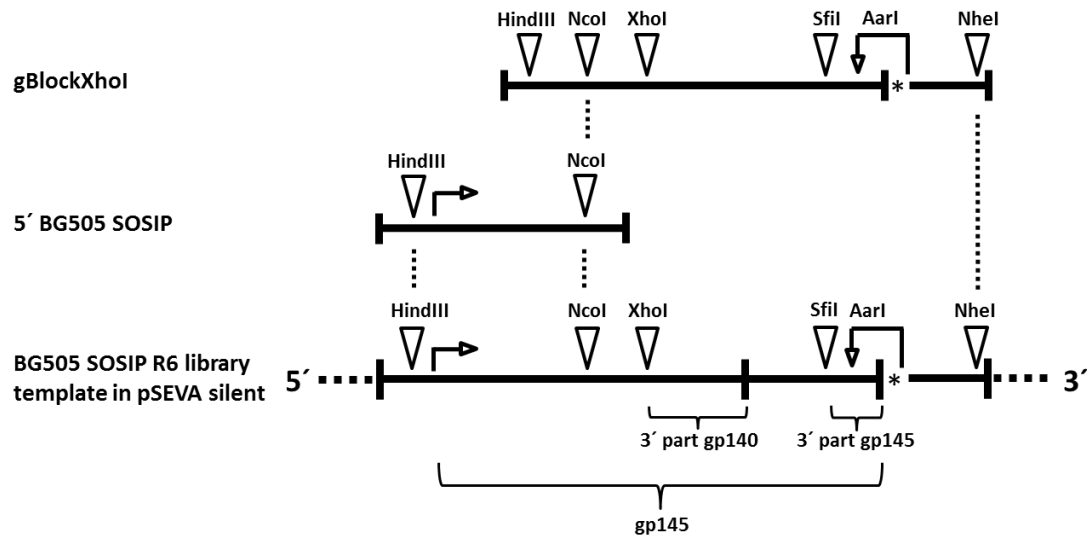 HindIII NcoI XhoI SfiI AarI NheI
gBlockXhoI
*
HindIII NcoI
5´ BG505 SOSIP
HindIII NcoI XhoI SfiI AarI NheI
BG505 SOSIP R6 library
template in pSEVA silent
5´ * 3´
3´ part gp140 3´ part gp145
gp145